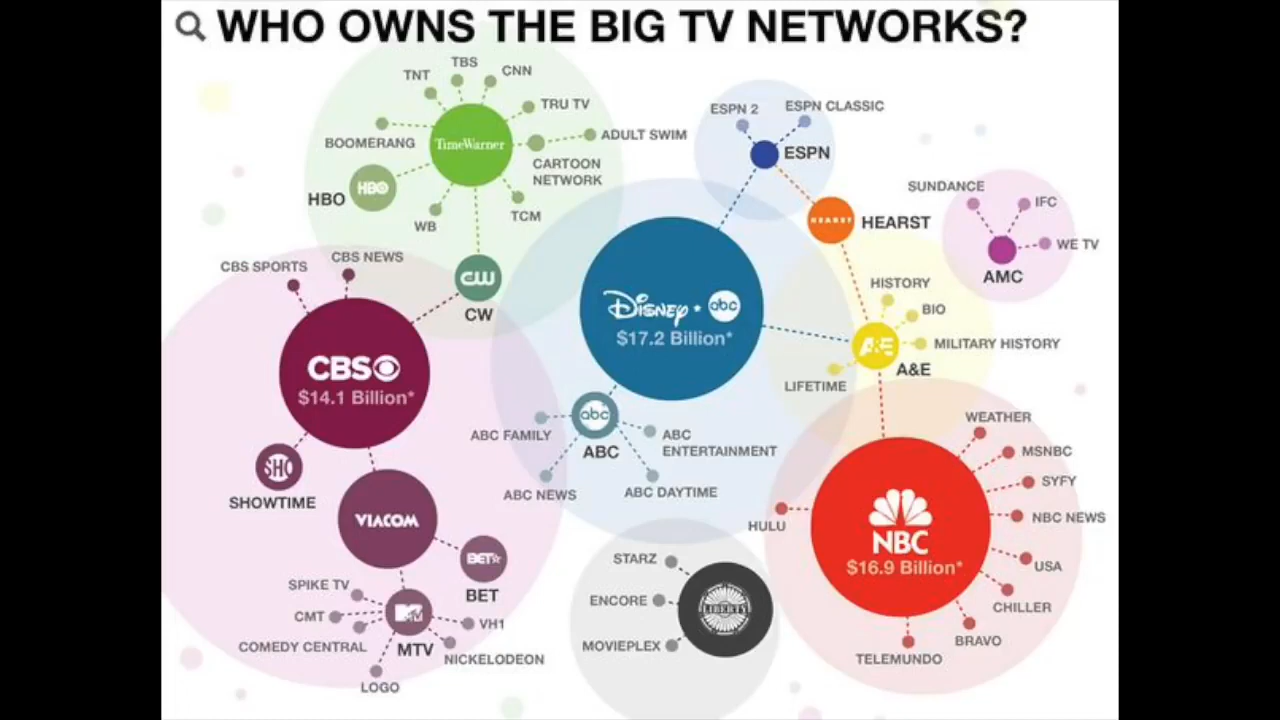 WHO OWNS THE BIG TV NETWORKS?
TNT
TBS
CNN
TRU TV
ADULT SWIM
BOOMERANG
TimeWarner
CARTOON
NETWORK
HBO
HBO
WB
TCM
CW
CW
ESPN 2
ESPN CLASSIC
ESPN
HEARST
HEARST
SUNDANCE
IFC
WE TV
AMC
CBS SPORTS
CBS NEWS
CBS
$14.1 Billion*
SHO
SHOWTIME
VIACOM
BET
BET
SPIKE TV
CMT
COMEDY CENTRAL
LOGO
MTV
VH1
NICKELODEON
DISNEY • abc
$17.2 Billion*
abc
ABC
ABC FAMILY
ABC NEWS
ABC
ENTERTAINMENT
ABC DAYTIME
HISTORY
BIO
MILITARY HISTORY
LIFETIME
A&E
A&E
STARZ
ENCORE
MOVIEPLEX
LIBERTY
HULU
NBC
$16.9 Billion*
WEATHER
MSNBC
SYFY
NBC NEWS
USA
CHILLER
BRAVO
TELEMUNDO